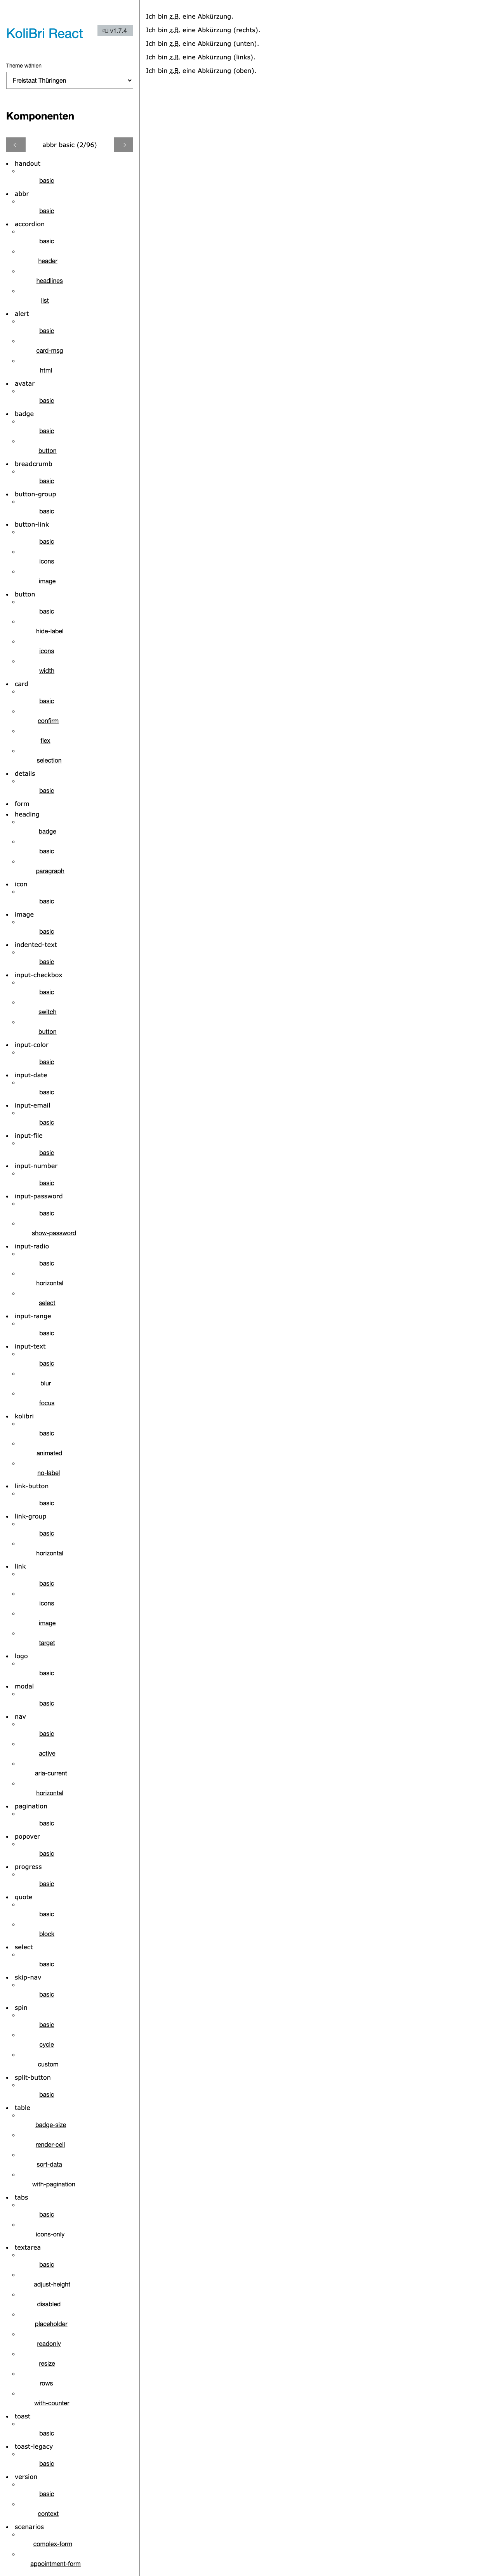 KoliBri React
v1.7.4
Theme wählen
Freistaat Thüringen
Komponenten
← abbr basic (2/96) →
handout
basic
abbr
basic
accordion
basic
header
headlines
list
alert
basic
card-msg
html
avatar
basic
badge
basic
button
breadcrumb
basic
button-group
basic
button-link
basic
icons
image
button
basic
hide-label
icons
width
card
basic
confirm
flex
selection
details
basic
form
heading
badge
basic
paragraph
icon
basic
image
basic
indented-text
basic
input-checkbox
basic
switch
button
input-color
basic
input-date
basic
input-email
basic
input-file
basic
input-number
basic
input-password
basic
show-password
input-radio
basic
horizontal
select
input-range
basic
input-text
basic
blur
focus
kolibri
basic
animated
no-label
link-button
basic
link-group
basic
horizontal
link
basic
icons
image
target
logo
basic
modal
basic
nav
basic
active
aria-current
horizontal
pagination
basic
popover
basic
progress
basic
quote
basic
block
select
basic
skip-nav
basic
spin
basic
cycle
custom
split-button
basic
table
badge-size
render-cell
sort-data
with-pagination
tabs
basic
icons-only
textarea
basic
adjust-height
disabled
placeholder
readonly
resize
rows
with-counter
toast
basic
toast-legacy
basic
version
basic
context
scenarios
complex-form
appointment-form
Ich bin z.B. eine Abkürzung.
Ich bin z.B. eine Abkürzung (rechts).
Ich bin z.B. eine Abkürzung (unten).
Ich bin z.B. eine Abkürzung (links).
Ich bin z.B. eine Abkürzung (oben).